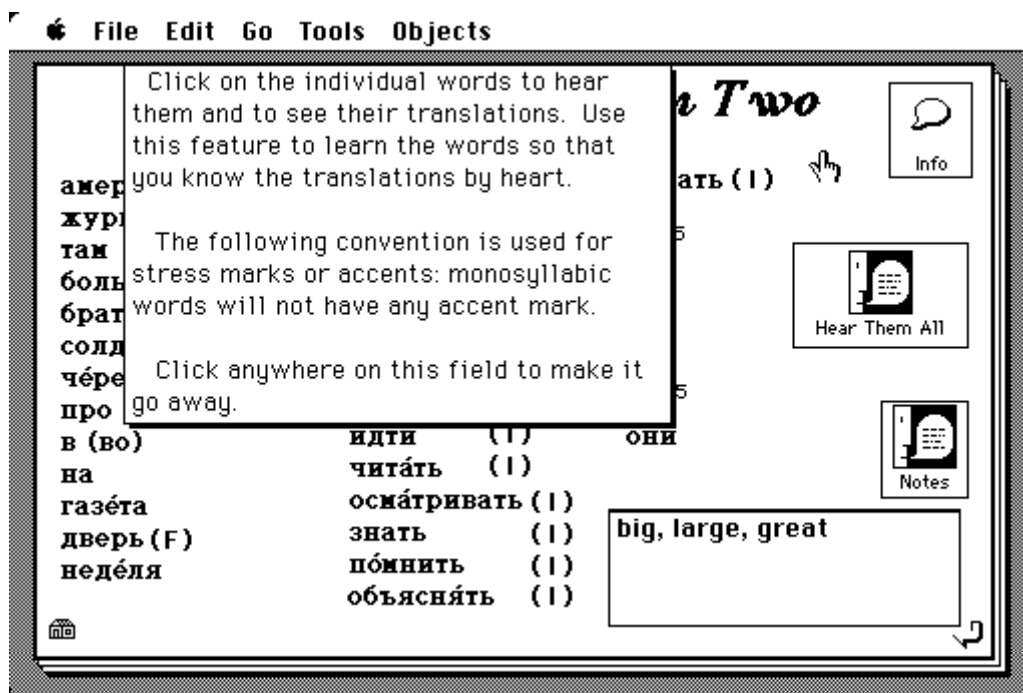 File Edit Go Tools Objects
Click on the individual words to hear
them and to see their translations. Use
this feature to learn the words so that
you know the translations by heart.
The following convention is used for
stress marks or accents: monosyllabic
words will not have any accent mark.
Click anywhere on this field to make it
go away.
Two
Info
Hear Them All
Notes
там
про
в (во)
на
газе́та
дверь (F)
неде́ля
идти (I)
чита́ть (I)
осма́тривать (I)
знать (I)
по́мнить (I)
объясня́ть (I)
они
big, large, great